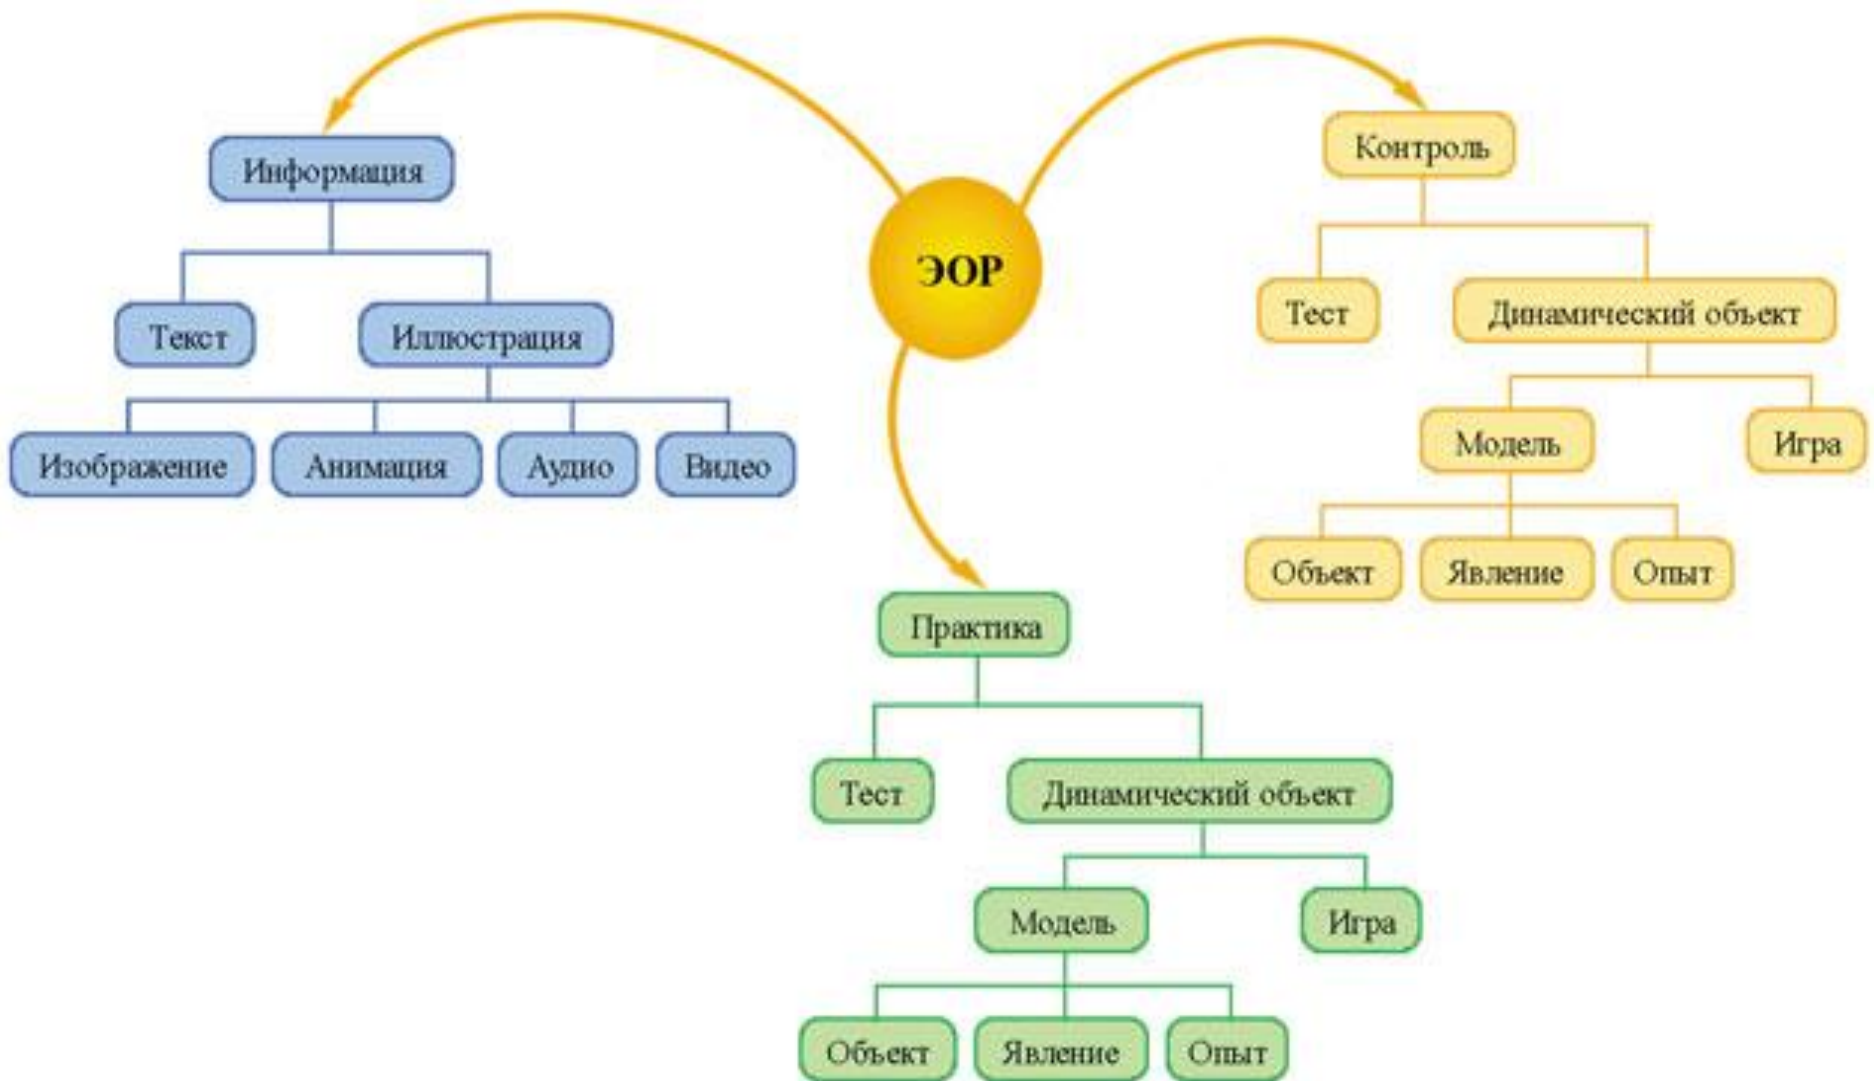 ЭОР
Информация
Текст
Иллюстрация
Изображение
Анимация
Аудио
Видео
Контроль
Тест
Динамический объект
Модель
Игра
Объект
Явление
Опыт
Практика
Тест
Динамический объект
Модель
Игра
Объект
Явление
Опыт